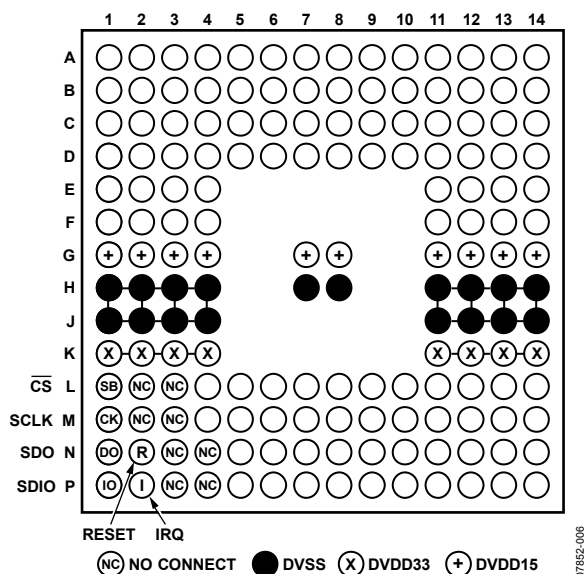 1 2 3 4 5 6 7 8 9 10 11 12 13 14
A
B
C
D
E
F
G + + + + + + + + + +
H
J
K X X X X X X X X
CS L SB NC NC
SCLK M CK NC NC
SDO N DO R NC NC
SDIO P IO I NC NC
RESET IRQ
NC NO CONNECT DVSS X DVDD33 + DVDD15
07852-006